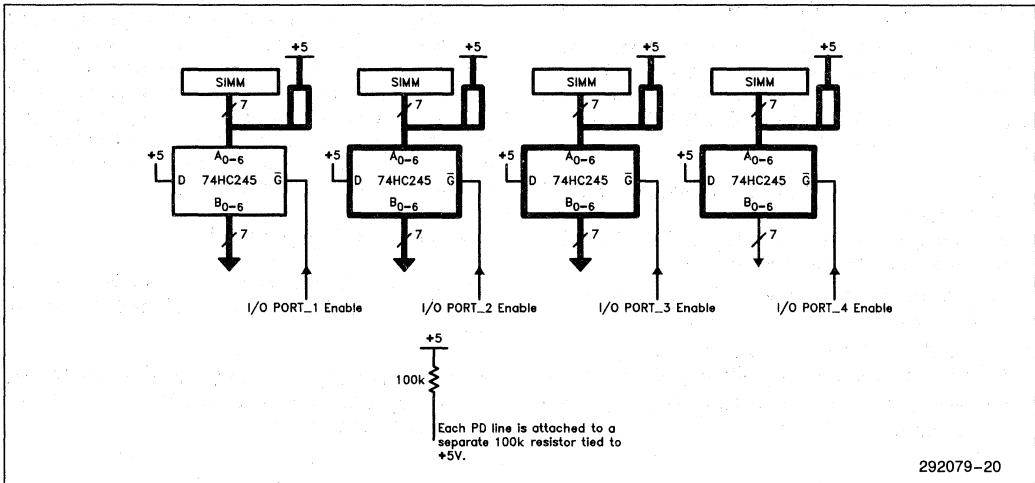 +5 +5 +5 +5
SIMM SIMM SIMM SIMM
7 7 7 7
+5 A0–6 +5 A0–6 +5 A0–6 +5 A0–6
D 74HC245 G̅ D 74HC245 G̅ D 74HC245 G̅ D 74HC245 G̅
B0–6 B0–6 B0–6 B0–6
7 7 7 7
I/O PORT_1 Enable I/O PORT_2 Enable I/O PORT_3 Enable I/O PORT_4 Enable
+5
100k
Each PD line is attached to a
separate 100k resistor tied to
+5V.
292079–20